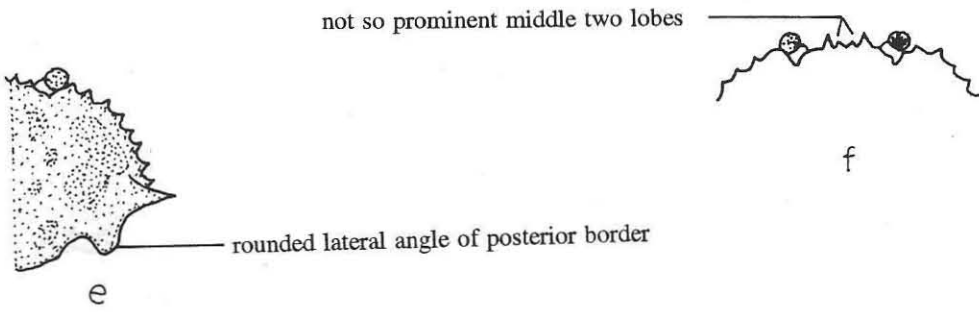 not so prominent middle two lobes
f
rounded lateral angle of posterior border
e